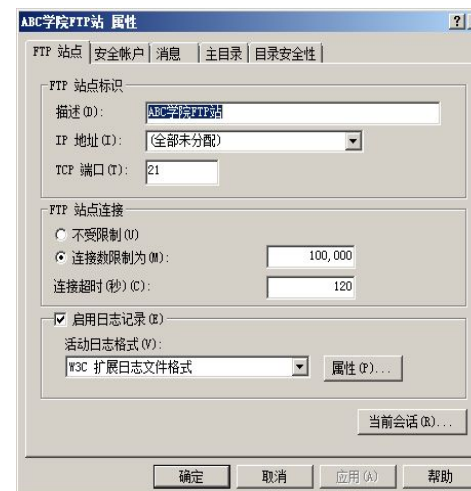 ABC学院FTP站 属性
FTP 站点 安全帐户 消息 主目录 目录安全性
FTP 站点标识
描述(D): ABC学院FTP站
IP 地址(I): (全部未分配)
TCP 端口(T): 21
FTP 站点连接
不受限制(U)
连接数限制为(M): 100,000
连接超时(秒)(C): 120
启用日志记录(E)
活动日志格式(V):
W3C 扩展日志文件格式 属性(P)...
当前会话(R)...
确定 取消 应用(A) 帮助